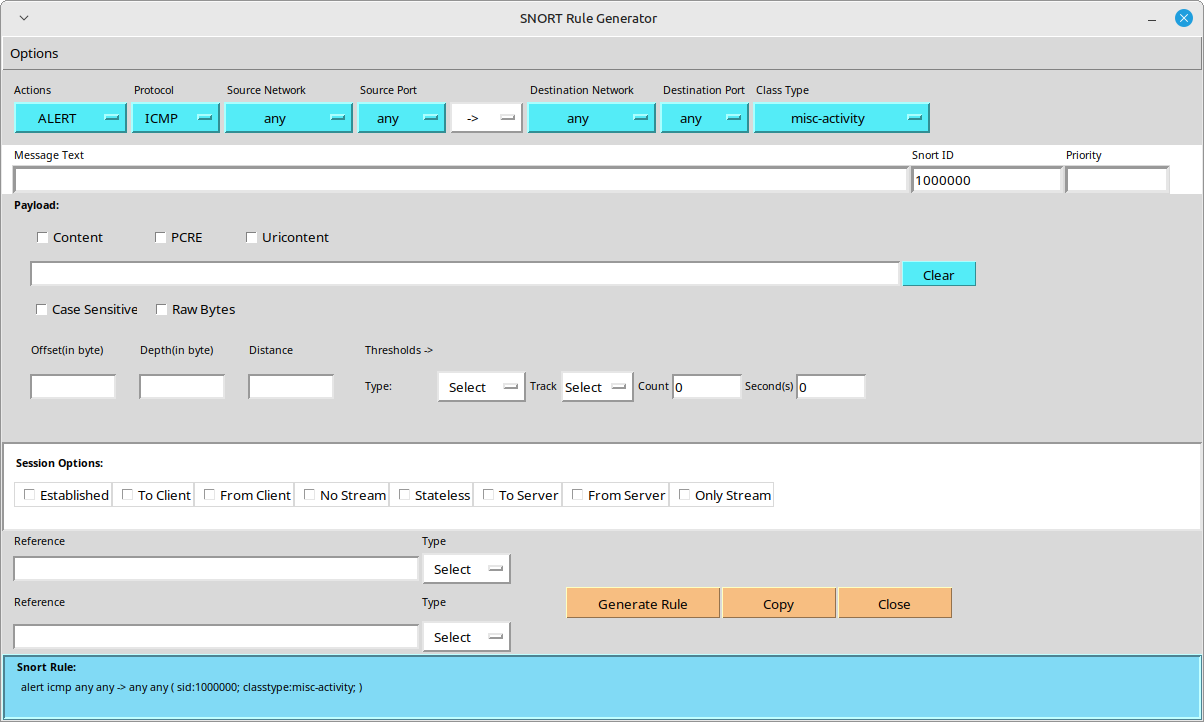 SNORT Rule Generator
Options
Actions Protocol Source Network Source Port Destination Network Destination Port Class Type
ALERT ICMP any any -> any any misc-activity
Message Text Snort ID Priority
1000000
Payload:
Content PCRE Uricontent
Clear
Case Sensitive Raw Bytes
Offset(in byte) Depth(in byte) Distance Thresholds ->
Type: Select Track Select Count 0 Second(s) 0
Session Options:
Established To Client From Client No Stream Stateless To Server From Server Only Stream
Reference Type
Select
Reference Type
Generate Rule Copy Close
Select
Snort Rule:
alert icmp any any -> any any ( sid:1000000; classtype:misc-activity; )